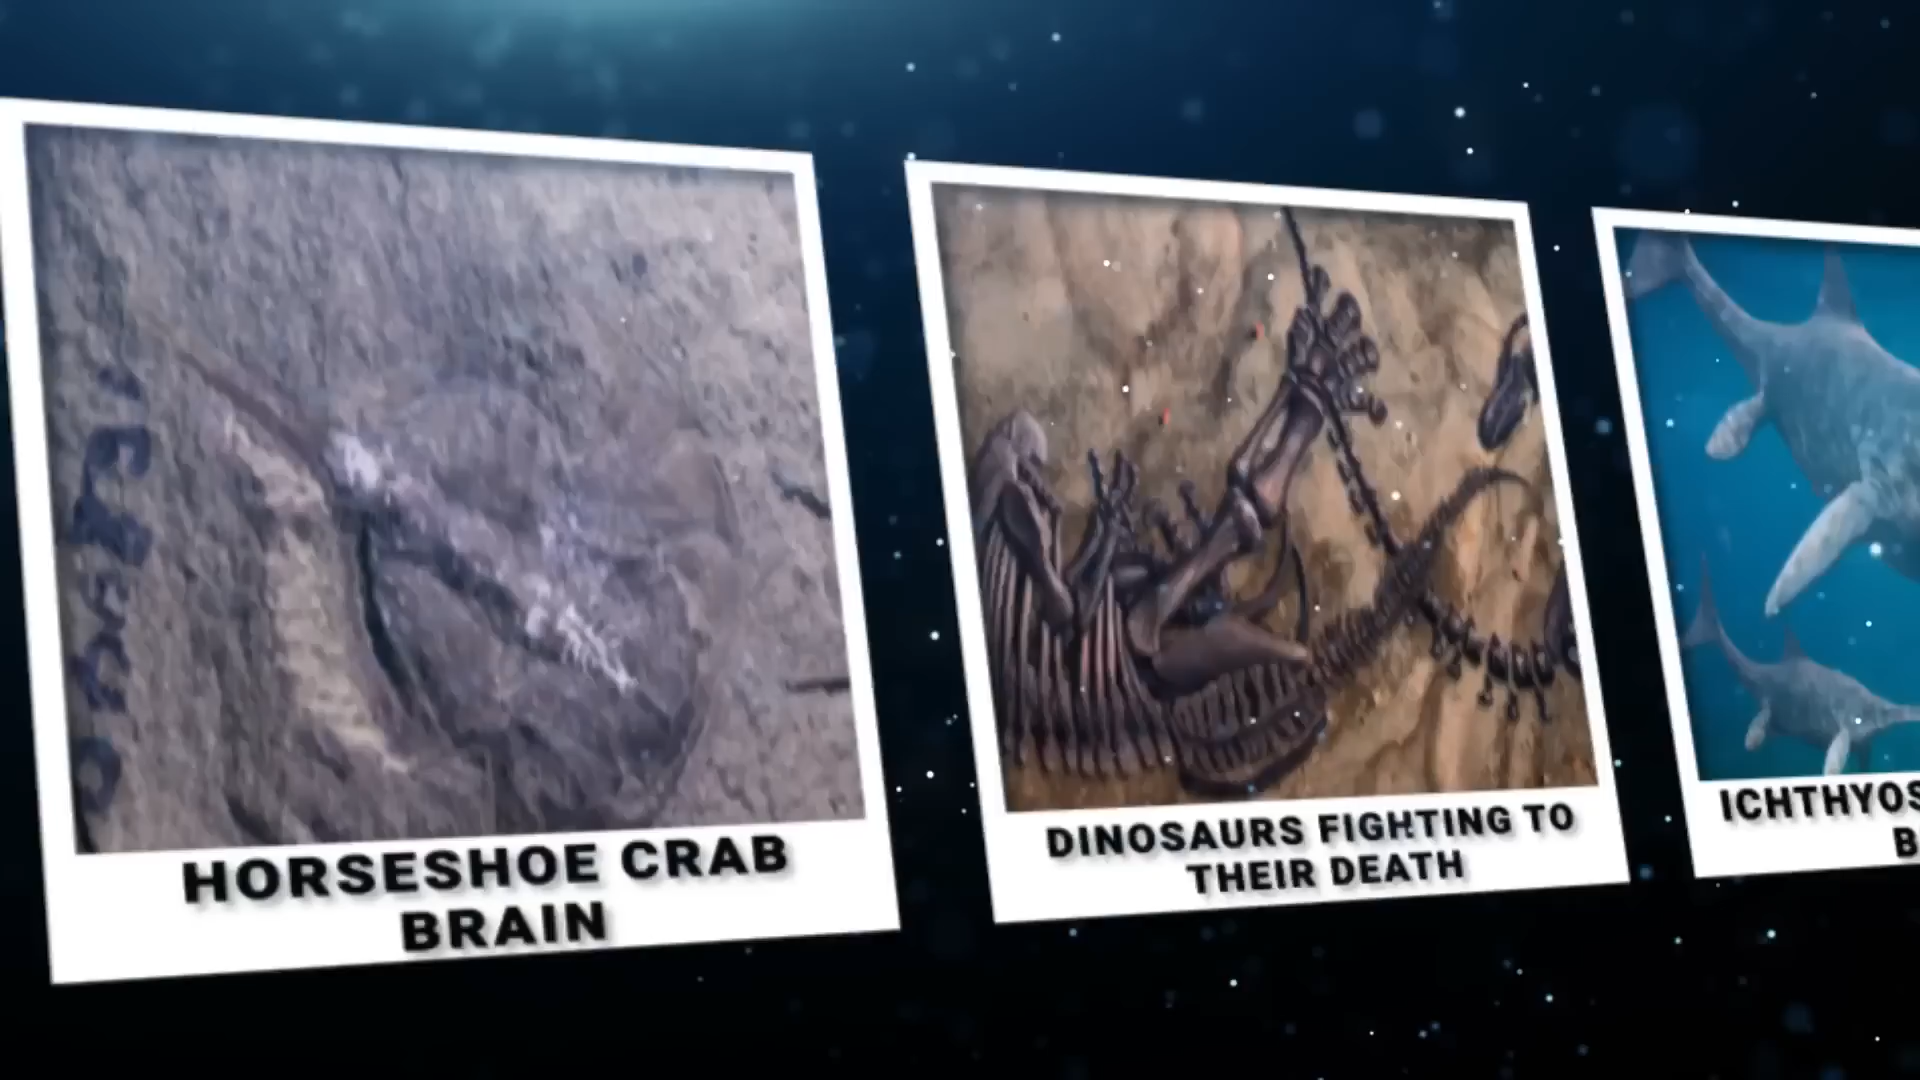 HORSESHOE CRAB
BRAIN
DINOSAURS FIGHTING TO
THEIR DEATH